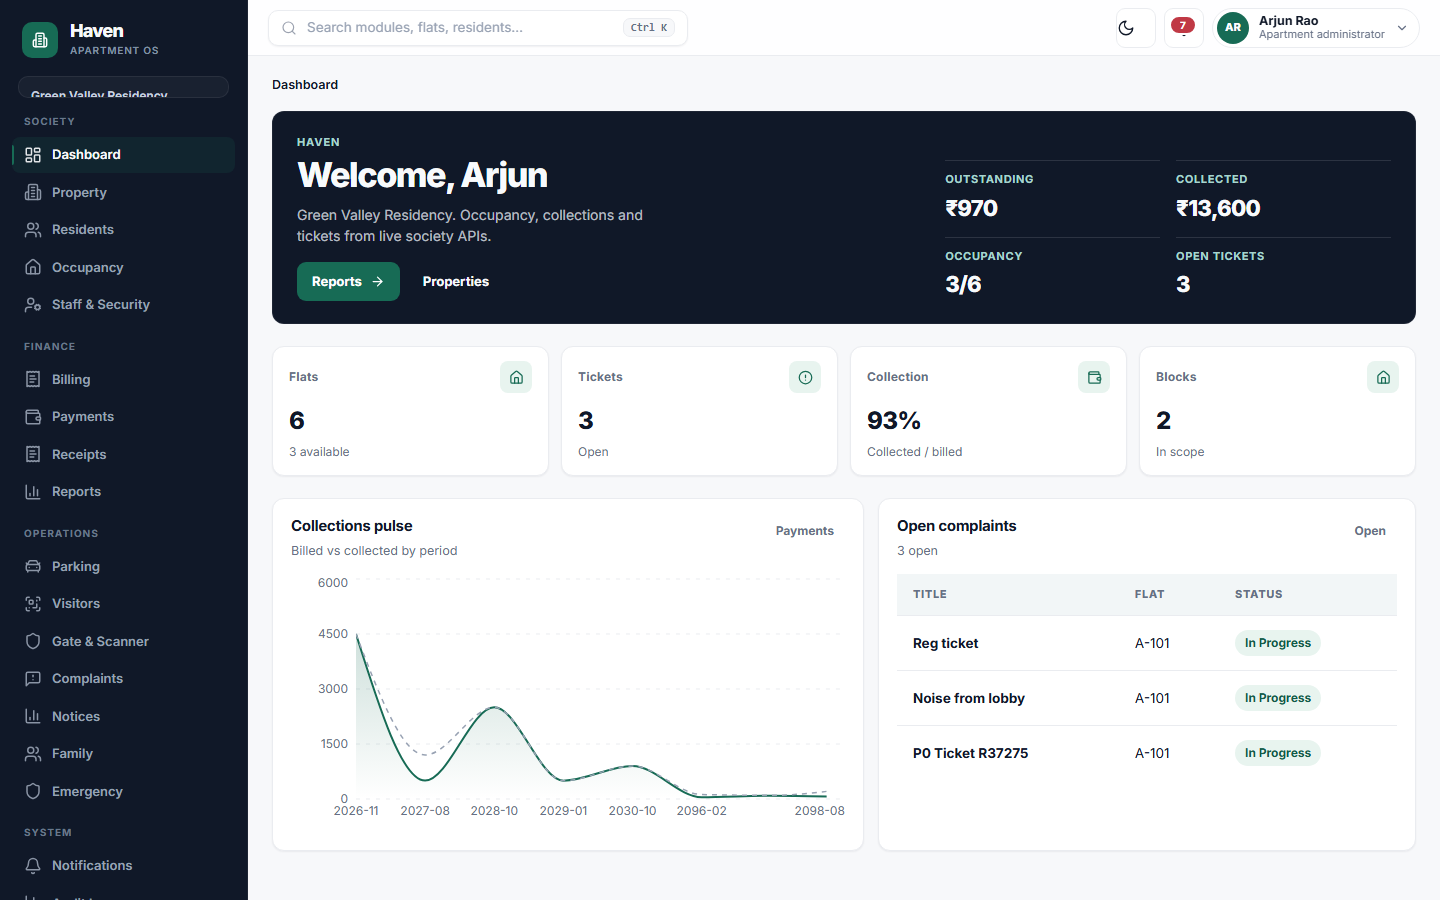 Haven
APARTMENT OS
Green Valley Residency
SOCIETY
Dashboard
Property
Residents
Occupancy
Staff & Security
FINANCE
Billing
Payments
Receipts
Reports
OPERATIONS
Parking
Visitors
Gate & Scanner
Complaints
Notices
Family
Emergency
SYSTEM
Notifications
Search modules, flats, residents...
Ctrl K
7
AR
Arjun Rao
Apartment administrator
Dashboard
HAVEN
Welcome, Arjun
Green Valley Residency. Occupancy, collections and
tickets from live society APIs.
Reports
Properties
OUTSTANDING
₹970
COLLECTED
₹13,600
OCCUPANCY
3/6
OPEN TICKETS
3
Flats
6
3 available
Tickets
3
Open
Collection
93%
Collected / billed
Blocks
2
In scope
Collections pulse
Billed vs collected by period
Payments
6000
4500
3000
1500
0
2026-11 2027-08 2028-10 2029-01 2030-10 2096-02 2098-08
Open complaints
3 open
Open
TITLE FLAT STATUS
Reg ticket A-101 In Progress
Noise from lobby A-101 In Progress
P0 Ticket R37275 A-101 In Progress